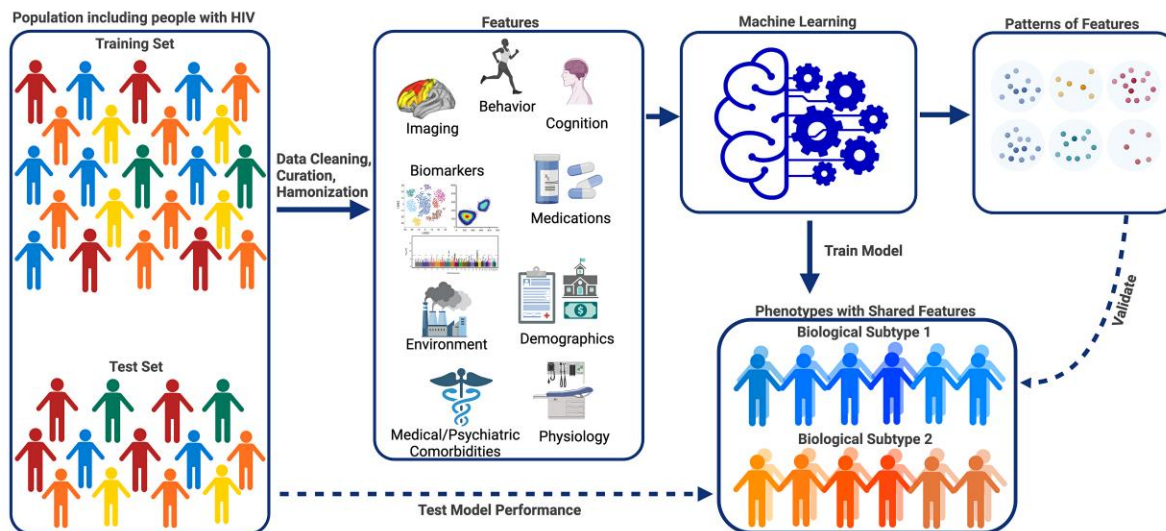 Population including people with HIV
Training Set
Test Set
Data Cleaning,
Curation,
Hamonization
Features
Imaging
Behavior
Cognition
Biomarkers
Medications
Environment
Demographics
Medical/Psychiatric
Comorbidities
Physiology
Machine Learning
Patterns of Features
Train Model
Validate
Phenotypes with Shared Features
Biological Subtype 1
Biological Subtype 2
Test Model Performance